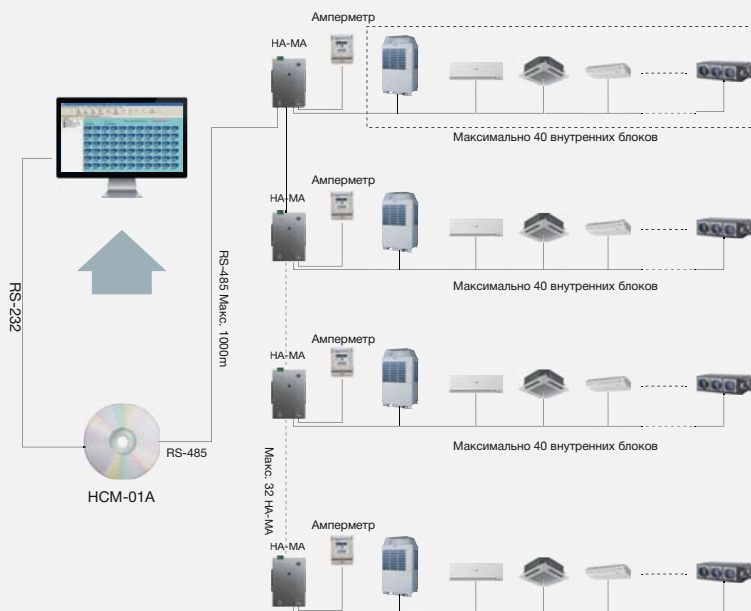 Амперметр
HA-MA
Максимально 40 внутренних блоков
Амперметр
HA-MA
Максимально 40 внутренних блоков
RS-232
RS-485 Макс. 1000m
Амперметр
HA-MA
Максимально 40 внутренних блоков
RS-485
HCM-01A
Макс. 32 HA-MA
Амперметр
HA-MA